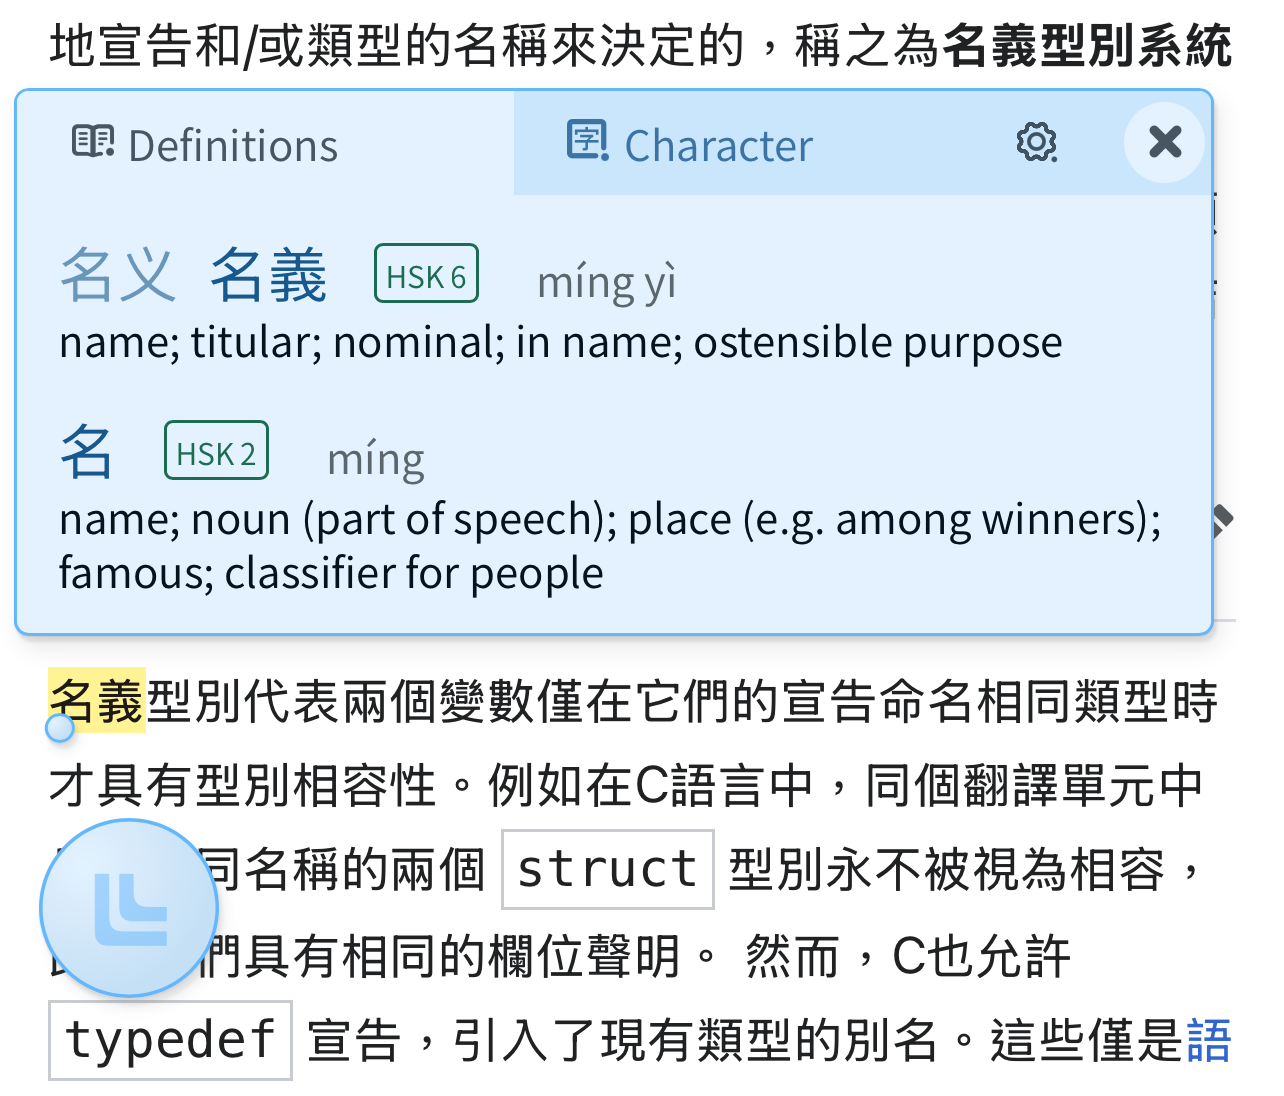 地宣告和/或類型的名稱來決定的，稱之為名義型別系統
Definitions
字 Character
名义 名義 HSK 6 míng yì
name; titular; nominal; in name; ostensible purpose
名 HSK 2 míng
name; noun (part of speech); place (e.g. among winners);
famous; classifier for people
名義型別代表兩個變數僅在它們的宣告命名相同類型時
才具有型別相容性。例如在C語言中，同個翻譯單元中
同名稱的兩個 struct 型別永不被視為相容，
們具有相同的欄位聲明。 然而，C也允許
typedef 宣告，引入了現有類型的別名。這些僅是語